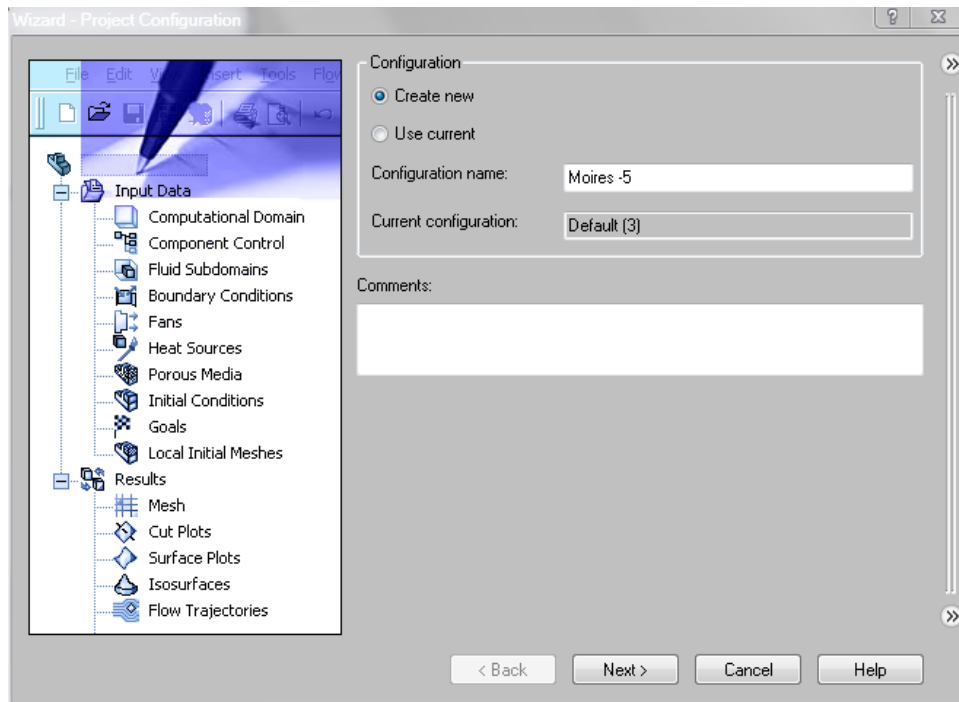 Wizard - Project Configuration
File Edit View Insert Tools Flow
Input Data
Computational Domain
Component Control
Fluid Subdomains
Boundary Conditions
Fans
Heat Sources
Porous Media
Initial Conditions
Goals
Local Initial Meshes
Results
Mesh
Cut Plots
Surface Plots
Isosurfaces
Flow Trajectories
Configuration
Create new
Use current
Configuration name: Moires -5
Current configuration: Default (3)
Comments:
< Back Next > Cancel Help